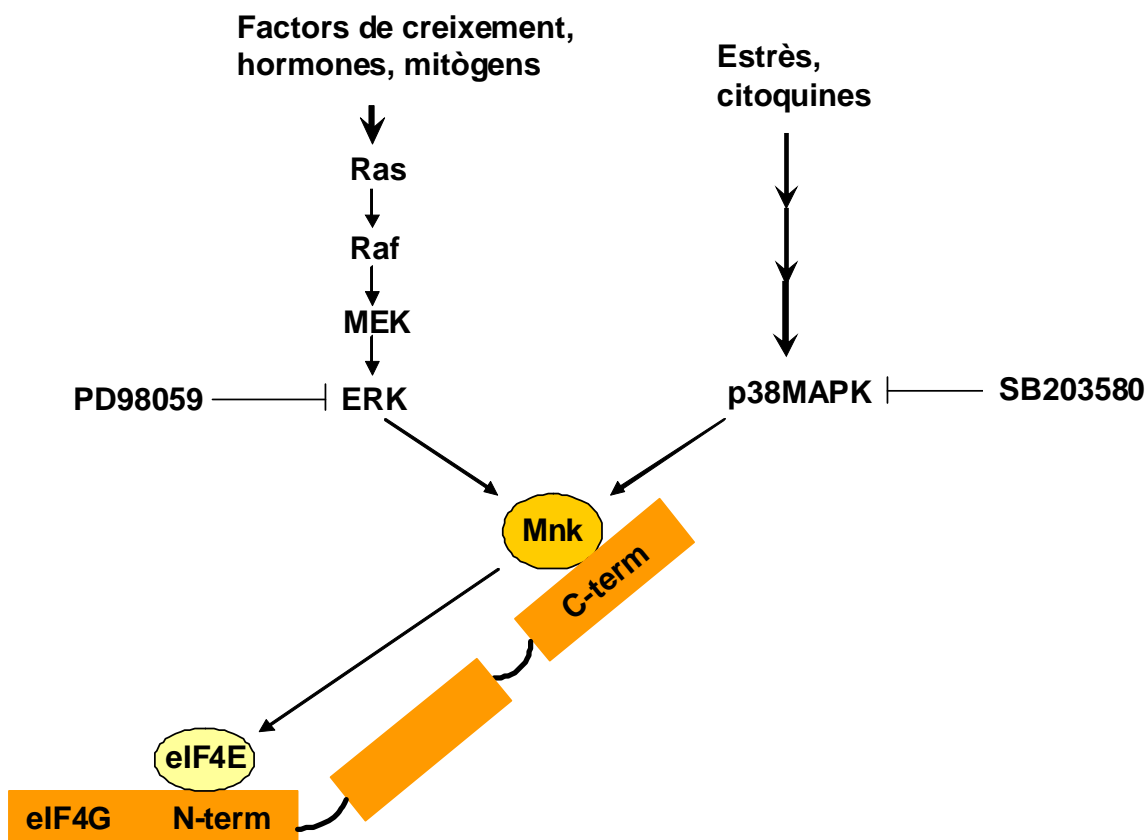 Factors de creixement,
hormones, mitògens
Estrès,
citoquines
Ras
Raf
MEK
PD98059
ERK
p38MAPK
SB203580
Mnk
C-term
eIF4E
eIF4G
N-term